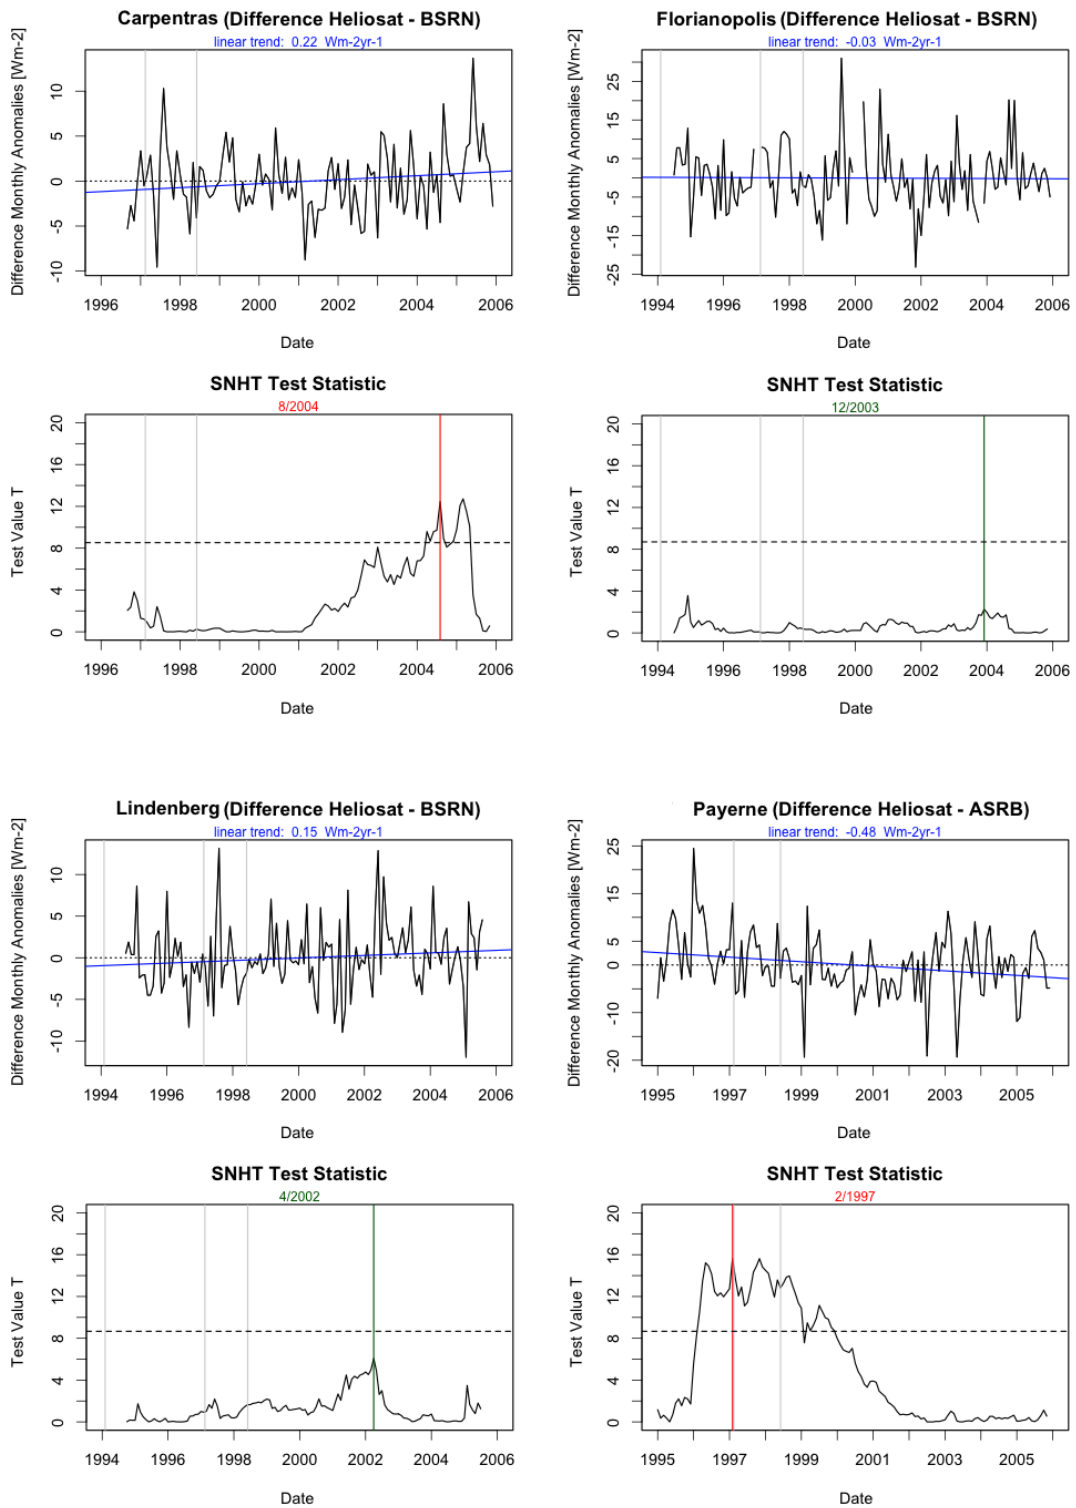 Carpentras (Difference Heliosat - BSRN)
linear trend:  0.22  Wm-2yr-1
Difference Monthly Anomalies [Wm-2]
10
5
0
-5
-10
1996 1998 2000 2002 2004 2006
Date
Florianopolis (Difference Heliosat - BSRN)
linear trend:  -0.03  Wm-2yr-1
Difference Monthly Anomalies [Wm-2]
25
15
5
-5
-15
-25
1994 1996 1998 2000 2002 2004 2006
Date
SNHT Test Statistic
8/2004
Test Value T
20
16
12
8
4
0
1996 1998 2000 2002 2004 2006
Date
SNHT Test Statistic
12/2003
Test Value T
20
16
12
8
4
0
1994 1996 1998 2000 2002 2004 2006
Date
Lindenberg (Difference Heliosat - BSRN)
linear trend:  0.15  Wm-2yr-1
Difference Monthly Anomalies [Wm-2]
10
5
0
-5
-10
1994 1996 1998 2000 2002 2004 2006
Date
Payerne (Difference Heliosat - ASRB)
linear trend:  -0.48  Wm-2yr-1
Difference Monthly Anomalies [Wm-2]
25
15
5
0
-10
-20
1995 1997 1999 2001 2003 2005
Date
SNHT Test Statistic
4/2002
Test Value T
20
16
12
8
4
0
1994 1996 1998 2000 2002 2004 2006
Date
SNHT Test Statistic
2/1997
Test Value T
20
16
12
8
4
0
1995 1997 1999 2001 2003 2005
Date